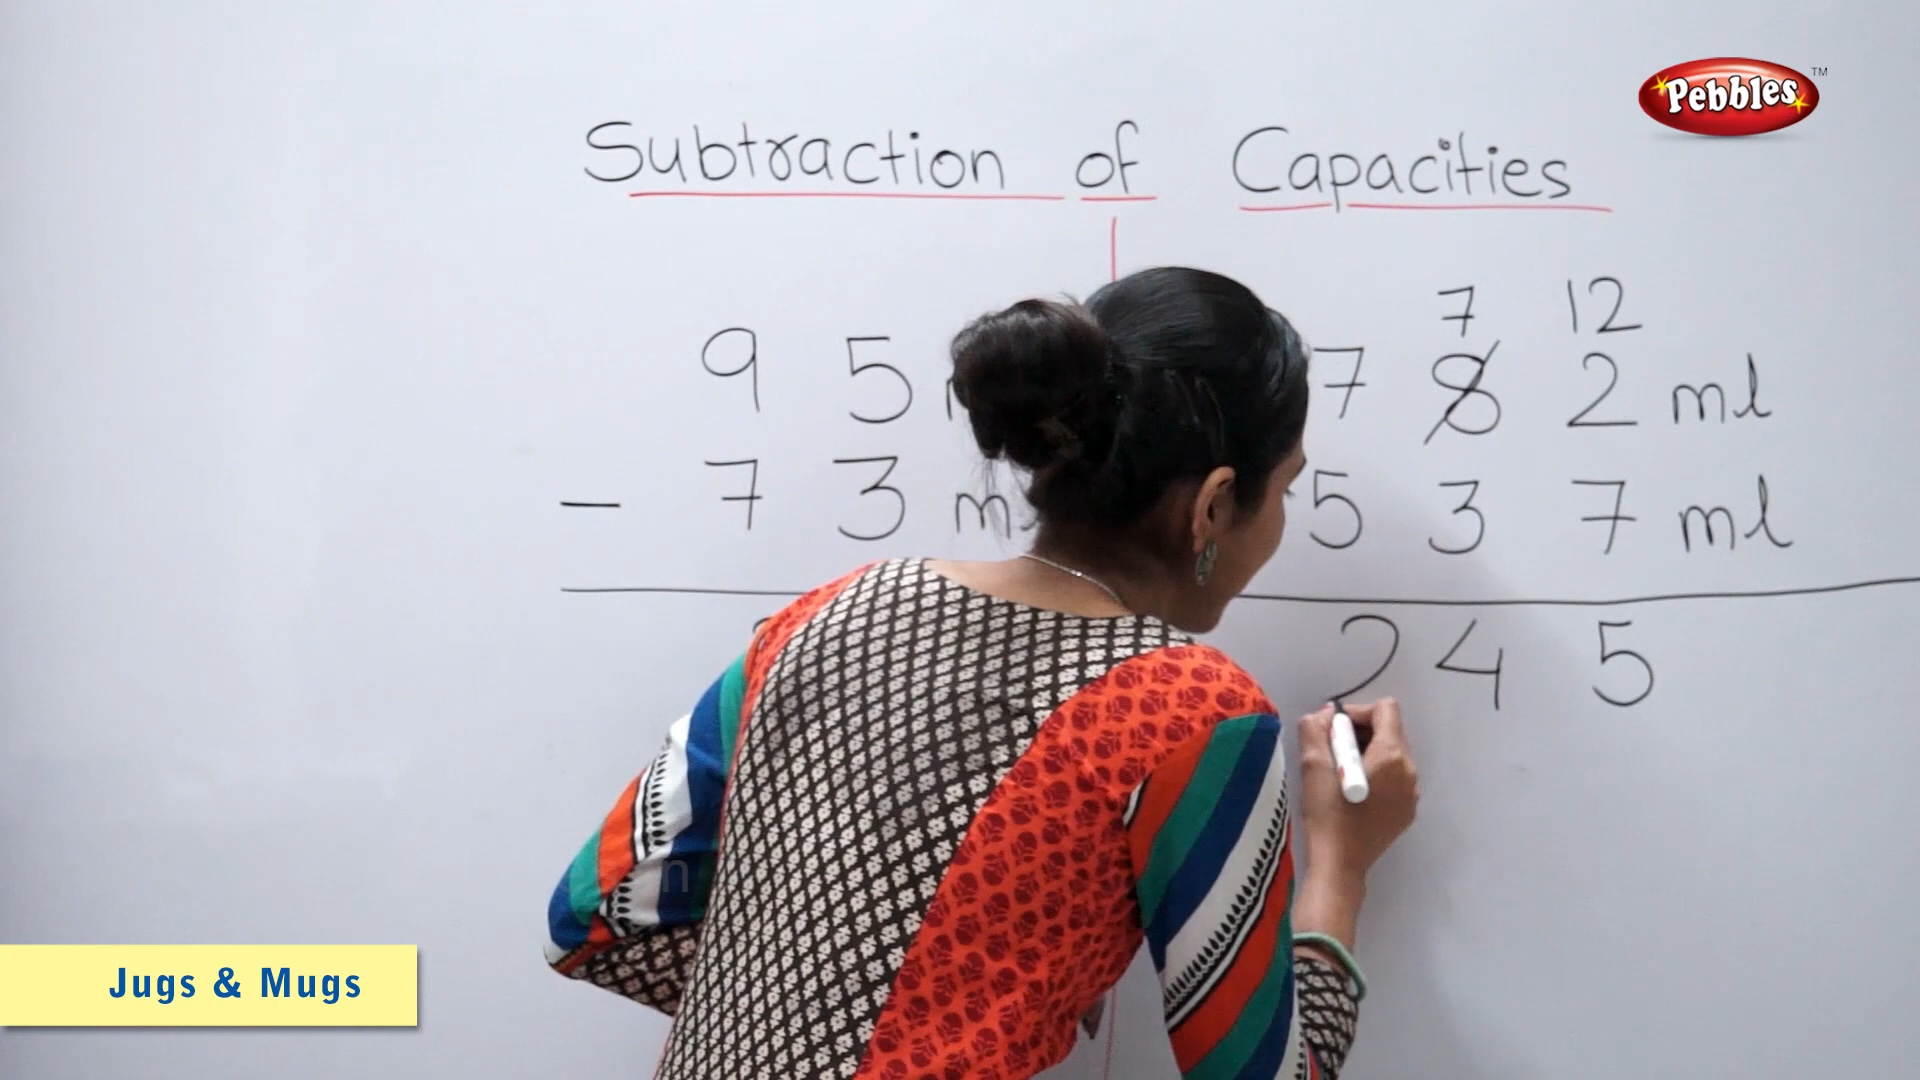 Pebbles TM
Subtraction of Capacities
7 12
9 5 7 8 2 ml
- 7 3 m 5 3 7 ml
2 4 5
Jugs & Mugs